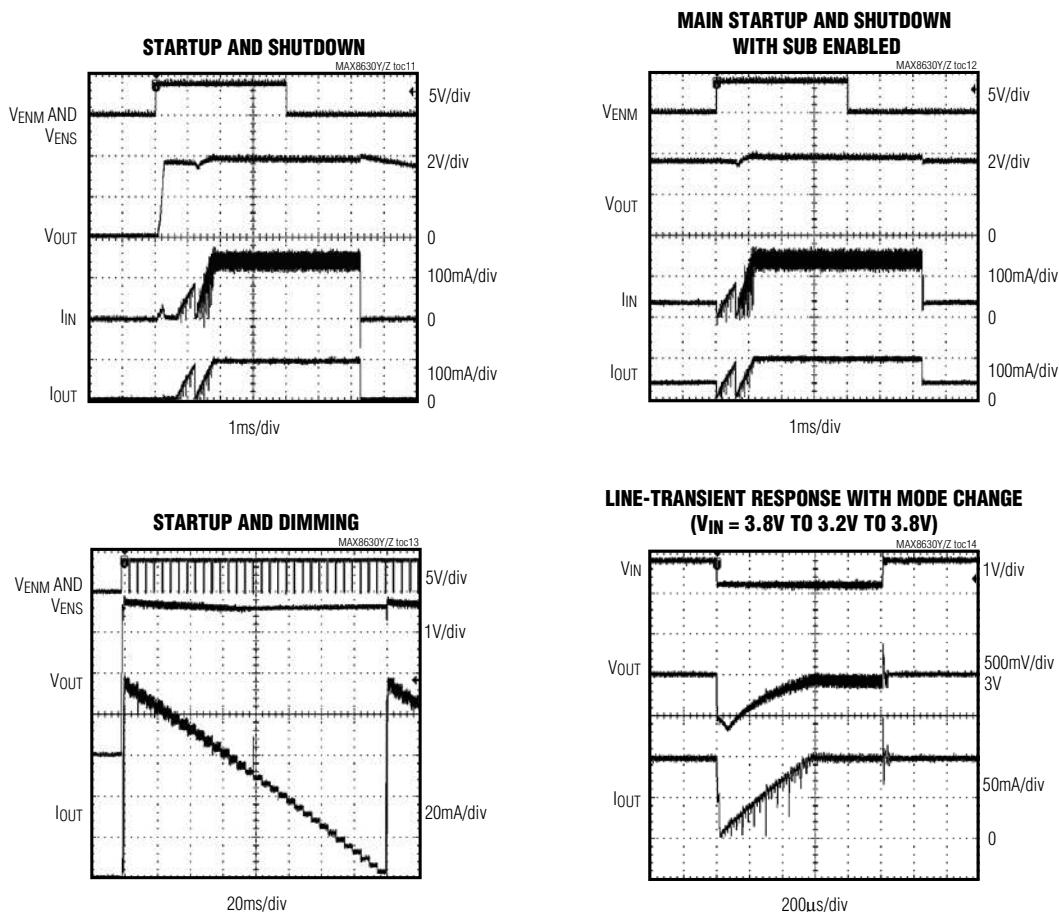 STARTUP AND SHUTDOWN
MAX8630Y/Z toc11
VENM AND
VENS
5V/div
2V/div
VOUT
0
100mA/div
IIN
0
100mA/div
IOUT
0
1ms/div
MAIN STARTUP AND SHUTDOWN
WITH SUB ENABLED
MAX8630Y/Z toc12
VENM
5V/div
2V/div
VOUT
0
100mA/div
IIN
0
100mA/div
IOUT
0
1ms/div
STARTUP AND DIMMING
MAX8630Y/Z toc13
VENM AND
VENS
5V/div
1V/div
VOUT
IOUT
20mA/div
20ms/div
LINE-TRANSIENT RESPONSE WITH MODE CHANGE
(VIN = 3.8V TO 3.2V TO 3.8V)
MAX8630Y/Z toc14
VIN
1V/div
VOUT
500mV/div
3V
IOUT
50mA/div
0
200μs/div